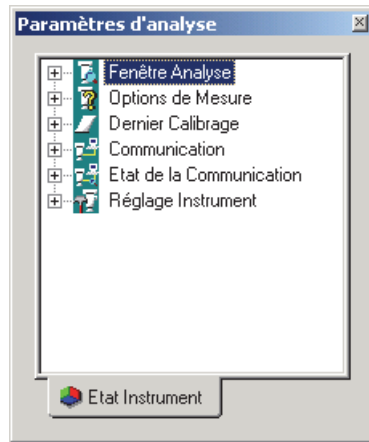 Paramètres d'analyse
Fenêtre Analyse
Options de Mesure
Dernier Calibrage
Communication
Etat de la Communication
Réglage Instrument
Etat Instrument